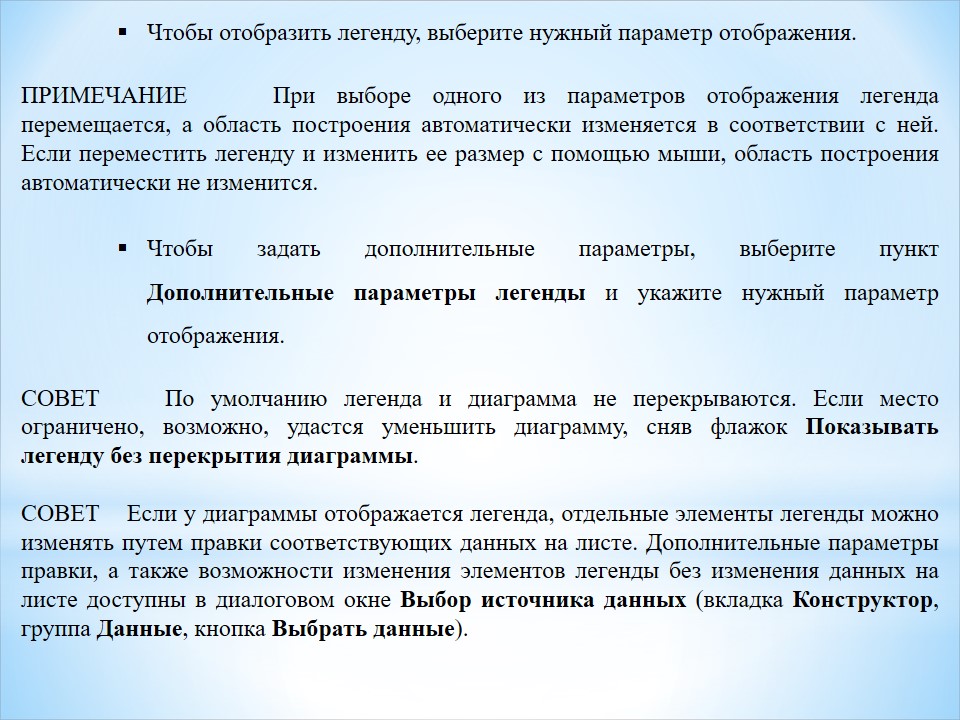 ▪ Чтобы отобразить легенду, выберите нужный параметр отображения.
ПРИМЕЧАНИЕ При выборе одного из параметров отображения легенда
перемещается, а область построения автоматически изменяется в соответствии с ней.
Если переместить легенду и изменить ее размер с помощью мыши, область построения
автоматически не изменится.
▪ Чтобы задать дополнительные параметры, выберите пункт
Дополнительные параметры легенды и укажите нужный параметр
отображения.
СОВЕТ По умолчанию легенда и диаграмма не перекрываются. Если место
ограничено, возможно, удастся уменьшить диаграмму, сняв флажок Показывать
легенду без перекрытия диаграммы.
СОВЕТ Если у диаграммы отображается легенда, отдельные элементы легенды можно
изменять путем правки соответствующих данных на листе. Дополнительные параметры
правки, а также возможности изменения элементов легенды без изменения данных на
листе доступны в диалоговом окне Выбор источника данных (вкладка Конструктор,
группа Данные, кнопка Выбрать данные).